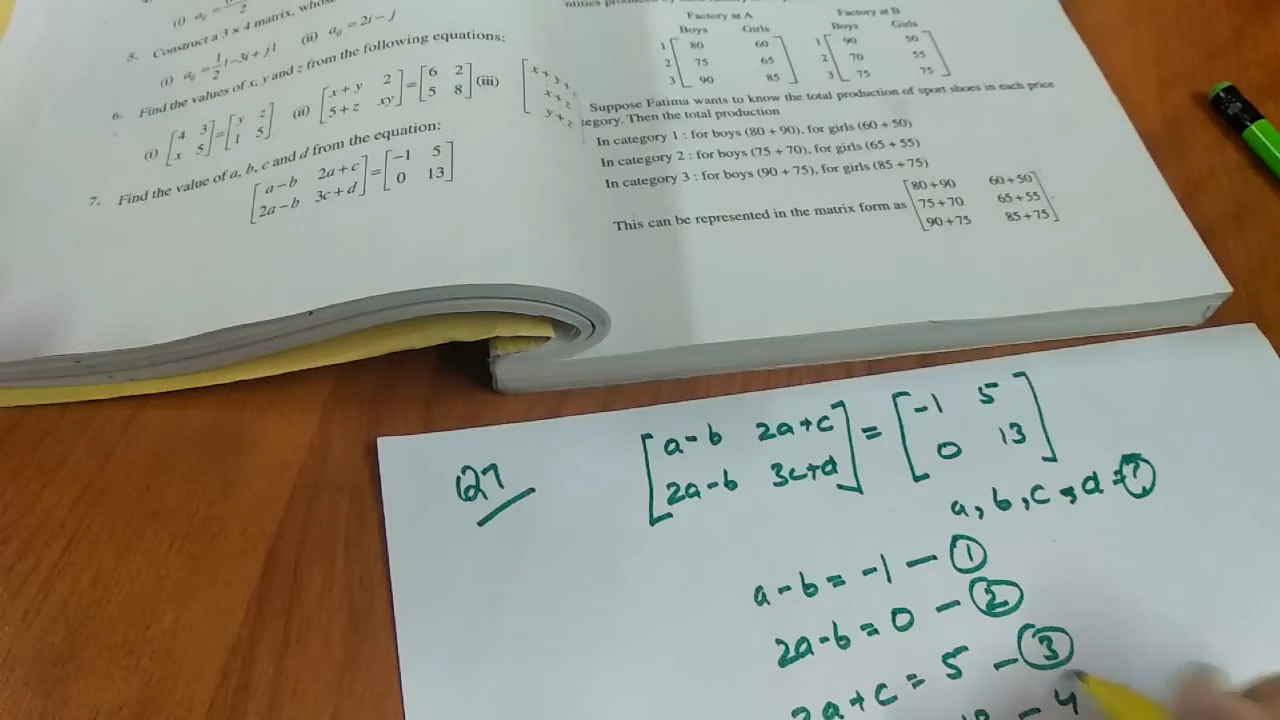 5. Construct a 3 × 4 matrix, whose
(i) a_ij = 1/2 |-3i + j| (ii) a_ij = 2i - j
6. Find the values of x, y and z from the following equations:
(i) [4 3; x 5] = [y z; 1 5] (ii) [x+y 2; 5+z xy] = [6 2; 5 8] (iii) [x+y+; x+z; y+z
7. Find the value of a, b, c and d from the equation:
[a-b 2a+c; 2a-b 3c+d] = [-1 5; 0 13]
Factory at A Factory at B
Boys Girls Boys Girls
1 [80 60] 1 [90 50]
2 [75 65] 2 [70 55]
3 [90 85] 3 [75 75]
Suppose Fatima wants to know the total production of sport shoes in each price
tegory. Then the total production
In category 1 : for boys (80 + 90), for girls (60 + 50)
In category 2 : for boys (75 + 70), for girls (65 + 55)
In category 3 : for boys (90 + 75), for girls (85 + 75)
This can be represented in the matrix form as [80+90 60+50; 75+70 65+55; 90+75 85+75].
Q7 [a-b 2a+c; 2a-b 3c+d] = [-1 5; 0 13]
a, b, c, d = ?
a-b = -1 — ①
2a-b = 0 — ②
2a+c = 5 — ③
— 4